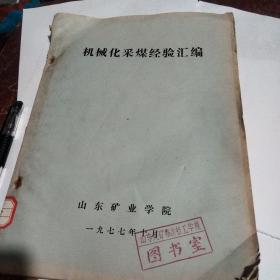 机械化采煤经验汇编
山东矿业学院
一九七七年十月
图书室